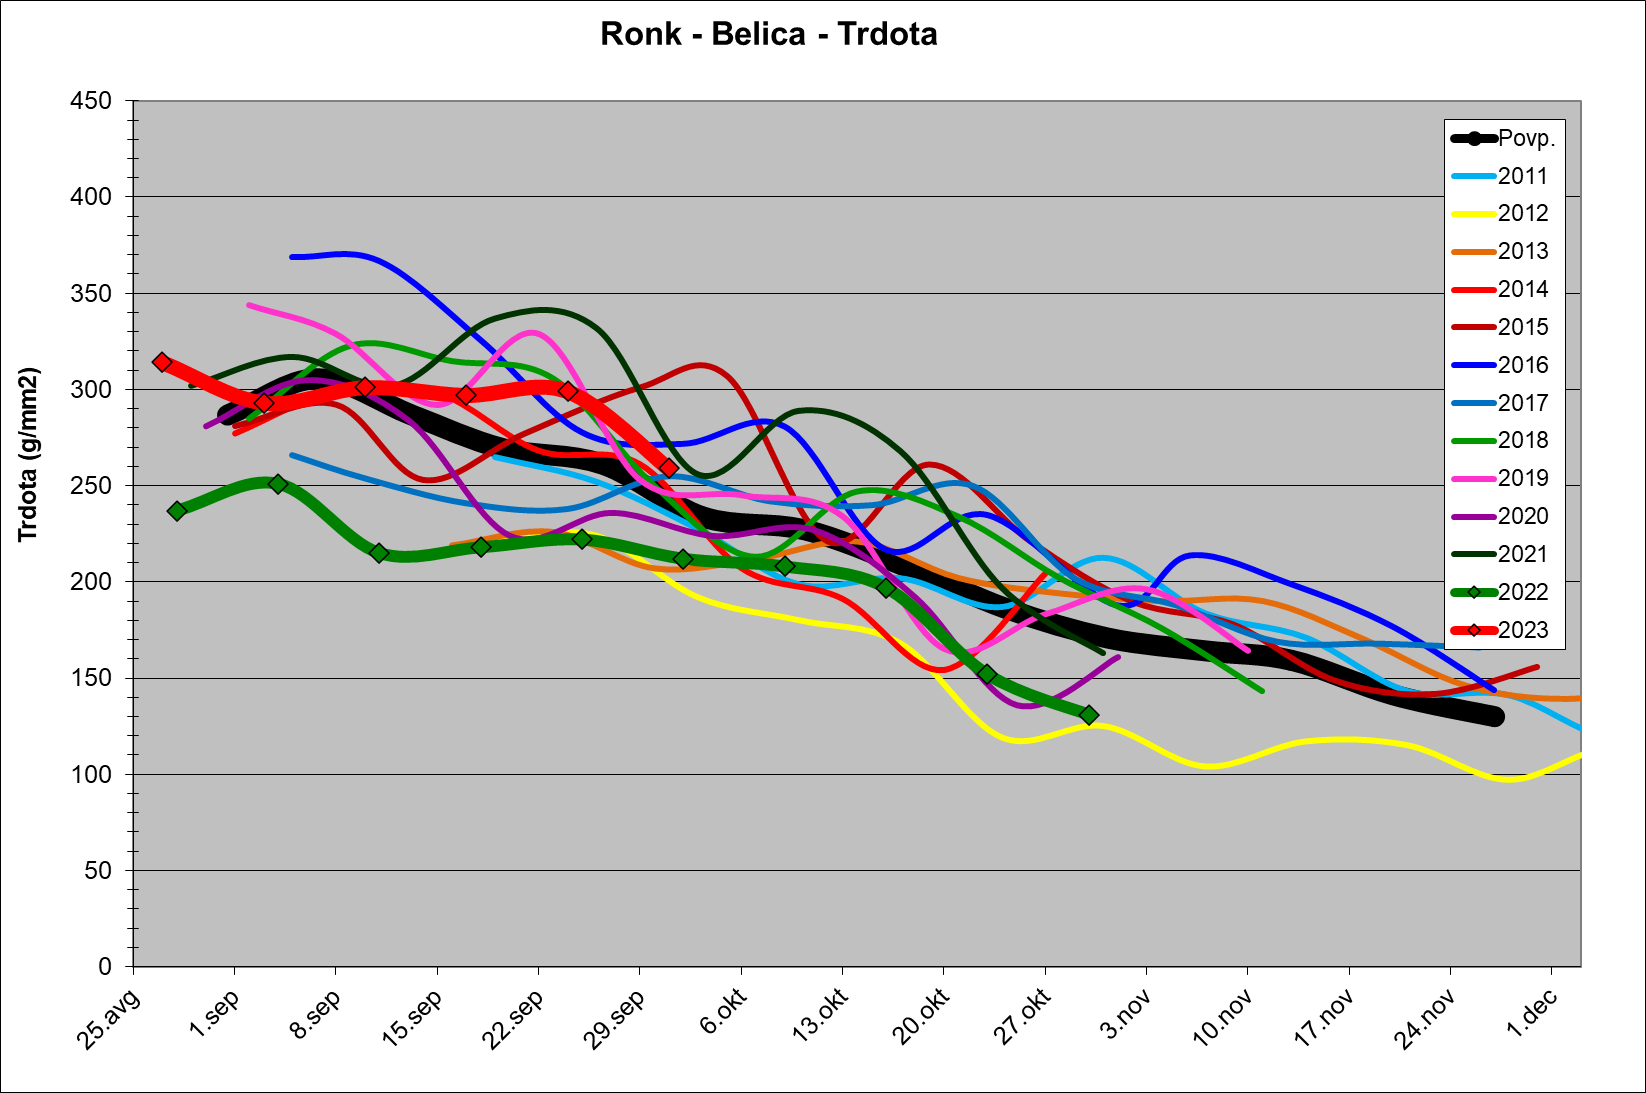 Ronk - Belica - Trdota
Trdota (g/mm2)
450
400
350
300
250
200
150
100
50
0
25.avg
1.sep
8.sep
15.sep
22.sep
29.sep
6.okt
13.okt
20.okt
27.okt
3.nov
10.nov
17.nov
24.nov
1.dec
Povp.
2011
2012
2013
2014
2015
2016
2017
2018
2019
2020
2021
2022
2023